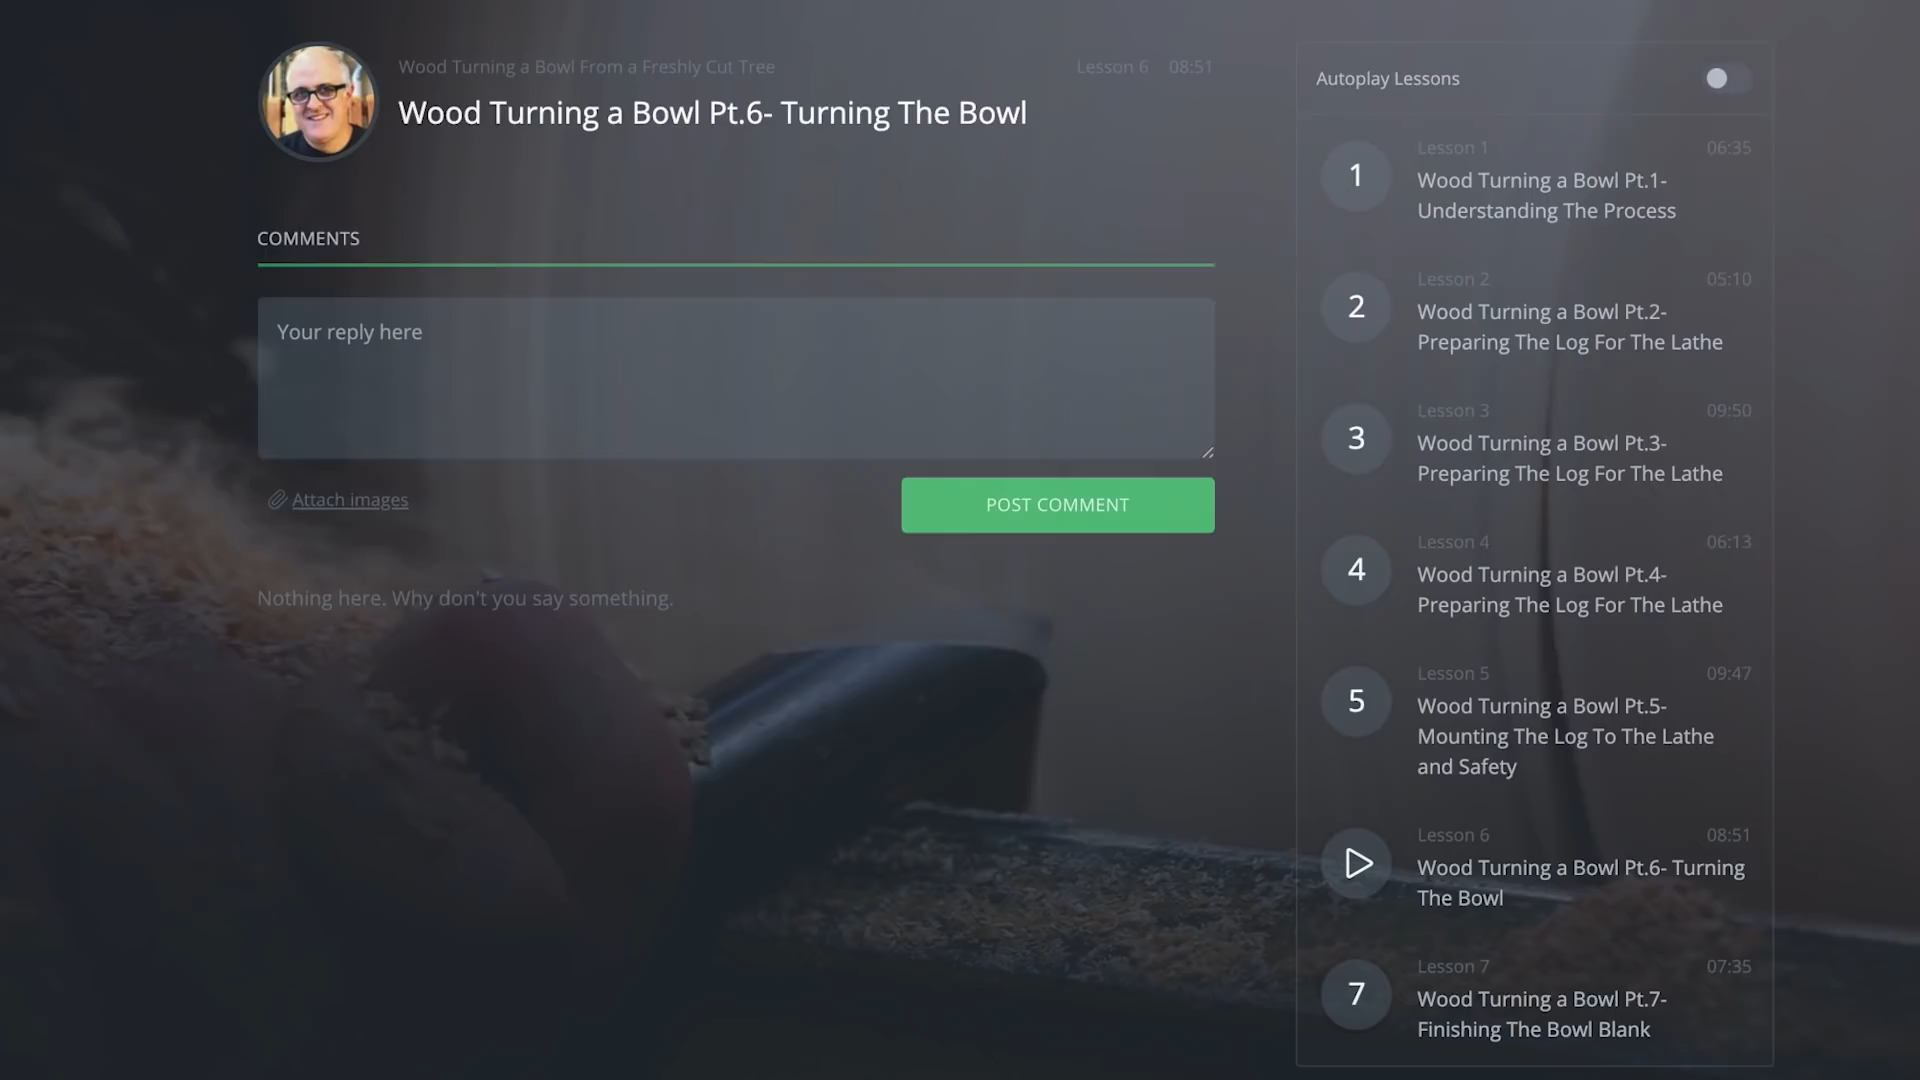 Wood Turning a Bowl From a Freshly Cut Tree
Lesson 6 08:51
Wood Turning a Bowl Pt.6- Turning The Bowl
COMMENTS
Your reply here
Attach images
POST COMMENT
Nothing here. Why don't you say something.
Autoplay Lessons
1
Lesson 1 06:35
Wood Turning a Bowl Pt.1-
Understanding The Process
2
Lesson 2 05:10
Wood Turning a Bowl Pt.2-
Preparing The Log For The Lathe
3
Lesson 3 09:50
Wood Turning a Bowl Pt.3-
Preparing The Log For The Lathe
4
Lesson 4 06:13
Wood Turning a Bowl Pt.4-
Preparing The Log For The Lathe
5
Lesson 5 09:47
Wood Turning a Bowl Pt.5-
Mounting The Log To The Lathe
and Safety
Lesson 6 08:51
Wood Turning a Bowl Pt.6- Turning
The Bowl
7
Lesson 7 07:35
Wood Turning a Bowl Pt.7-
Finishing The Bowl Blank